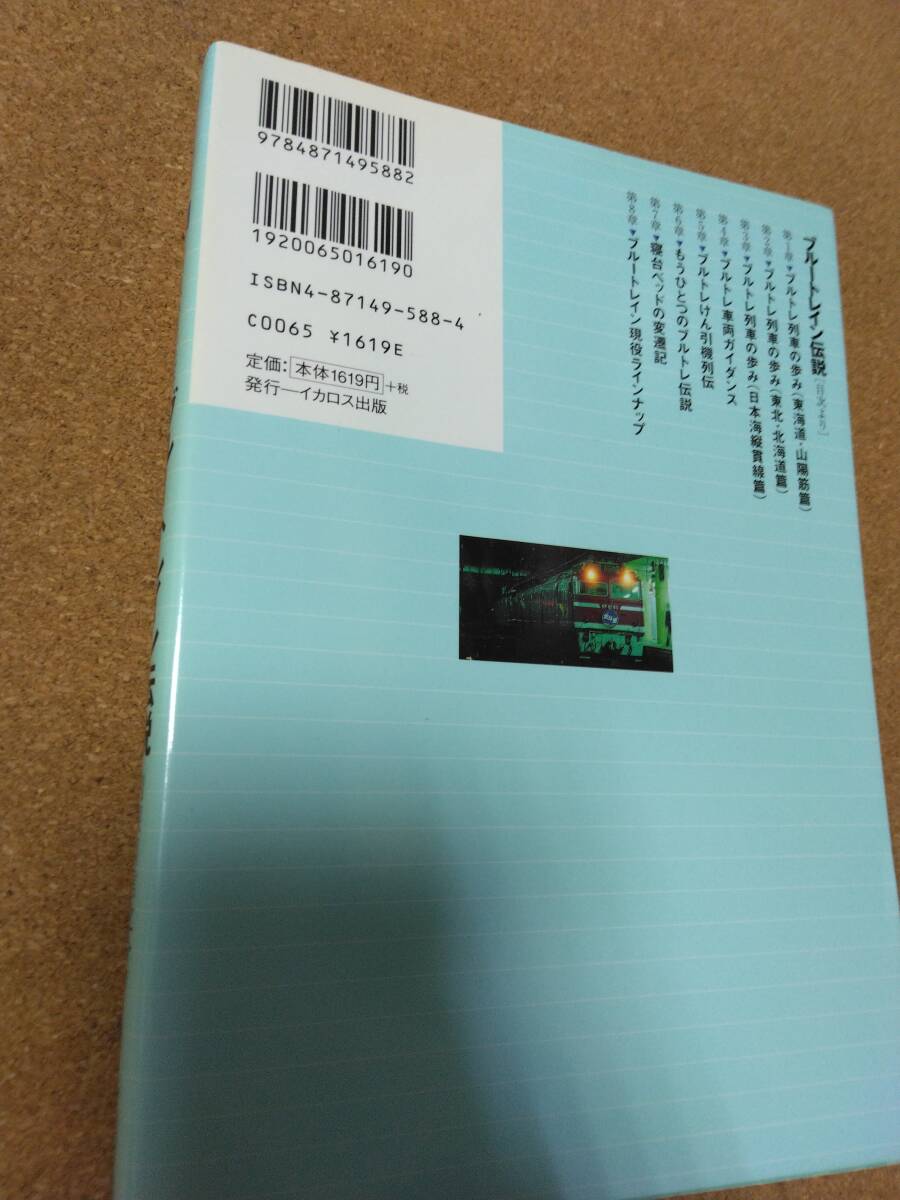 9784871495882
1920065016190
ISBN4-87149-588-4
C0065 ¥1619E
定価：本体1619円+税
発行―イカロス出版
ブルートレイン伝説［目次より］
第1章▼ブルトレ列車の歩み（東海道・山陽筋篇）
第2章▼ブルトレ列車の歩み（東北・北海道篇）
第3章▼ブルトレ列車の歩み（日本海縦貫線篇）
第4章▼ブルトレ車両ガイダンス
第5章▼ブルトレけん引機列伝
第6章▼もうひとつのブルトレ伝説
第7章▼寝台ベッドの変遷記
第8章▼ブルートレイン現役ラインナップ